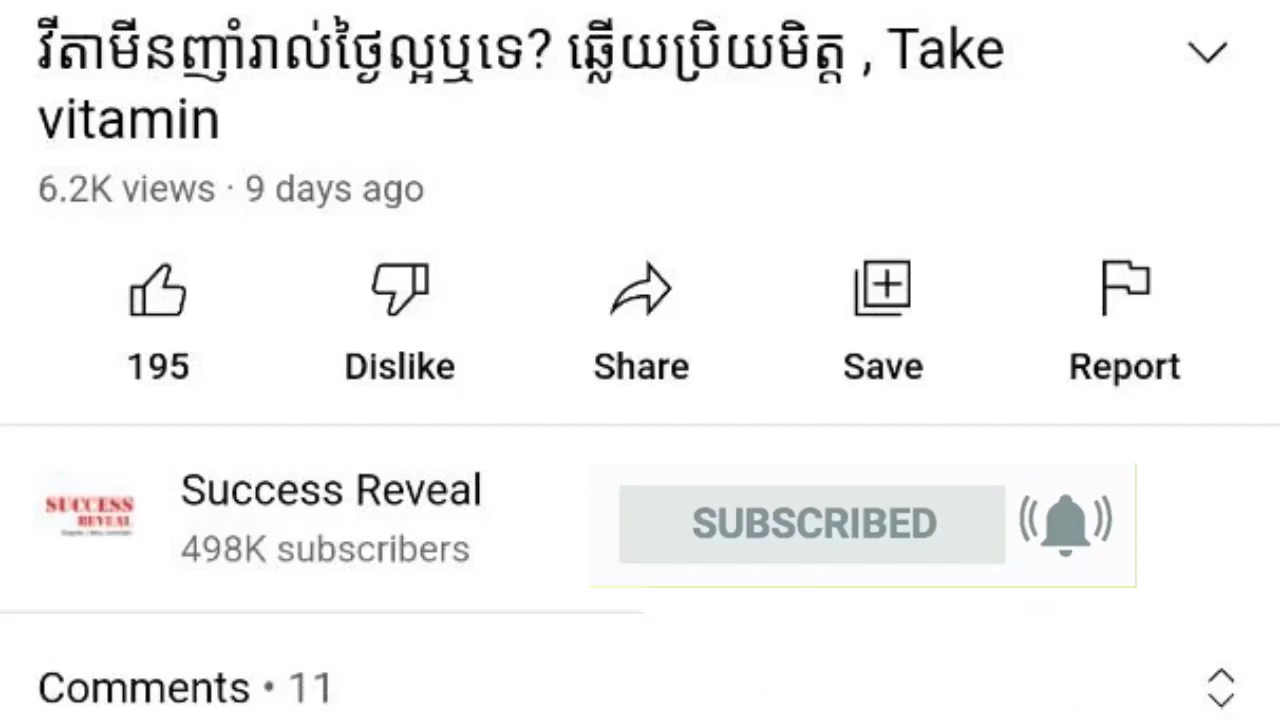 វីតាមីនញ៉ាំរាល់ថ្ងៃល្អឬទេ? ឆ្លើយប្រិយមិត្ត , Take
vitamin
6.2K views · 9 days ago
195
Dislike
Share
Save
Report
SUCCESS
REVEAL
Success Reveal
498K subscribers
SUBSCRIBED
Comments • 11